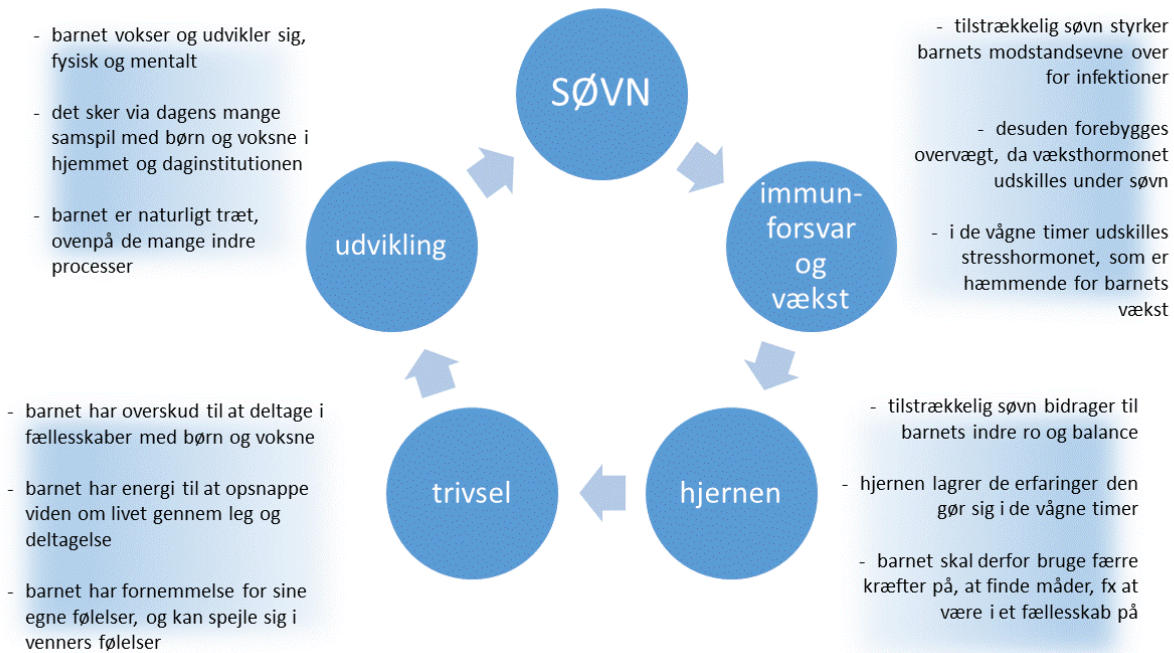 SØVN
- tilstrækkelig søvn styrker
barnets modstandsevne over
for infektioner
- desuden forebygges
overvægt, da væksthormonet
udskilles under søvn
- i de vågne timer udskilles
stresshormonet, som er
hæmmende for barnets
vækst
immun-
forsvar
og
vækst
- tilstrækkelig søvn bidrager til
barnets indre ro og balance
- hjernen lagrer de erfaringer den
gør sig i de vågne timer
- barnet skal derfor bruge færre
kræfter på, at finde måder, fx at
være i et fællesskab på
hjernen
trivsel
- barnet har overskud til at deltage i
fællesskaber med børn og voksne
- barnet har energi til at opsnappe
viden om livet gennem leg og
deltagelse
- barnet har fornemmelse for sine
egne følelser, og kan spejle sig i
venners følelser
udvikling
- barnet vokser og udvikler sig,
fysisk og mentalt
- det sker via dagens mange
samspil med børn og voksne i
hjemmet og daginstitutionen
- barnet er naturligt træt,
ovenpå de mange indre
processer